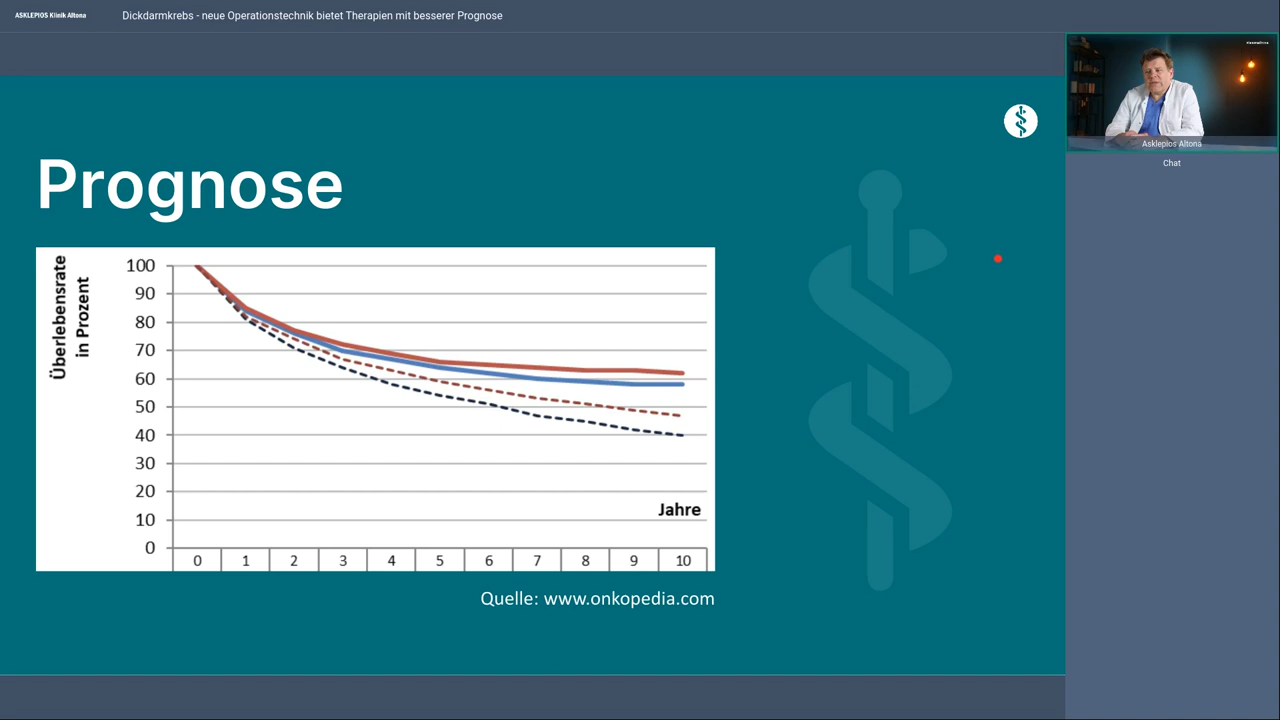 ASKLEPIOS Klinik Altona
Dickdarmkrebs - neue Operationstechnik bietet Therapien mit besserer Prognose
Asklepios Altona
Chat
Prognose
Überlebensrate
in Prozent
100
90
80
70
60
50
40
30
20
10
0
Jahre
0 1 2 3 4 5 6 7 8 9 10
Quelle: www.onkopedia.com